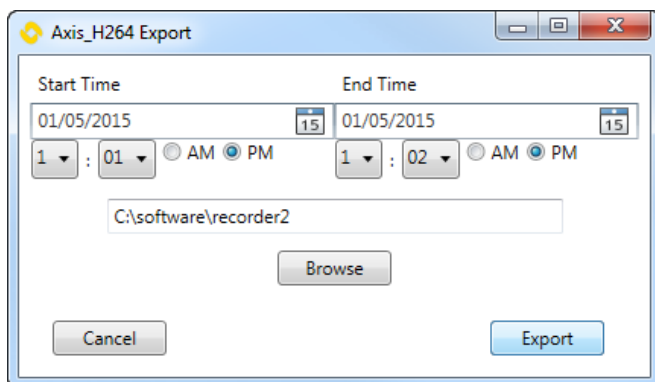 Axis_H264 Export
Start Time End Time
01/05/2015 15 01/05/2015 15
1 : 01 AM PM 1 : 02 AM PM
C:\software\recorder2
Browse
Cancel Export